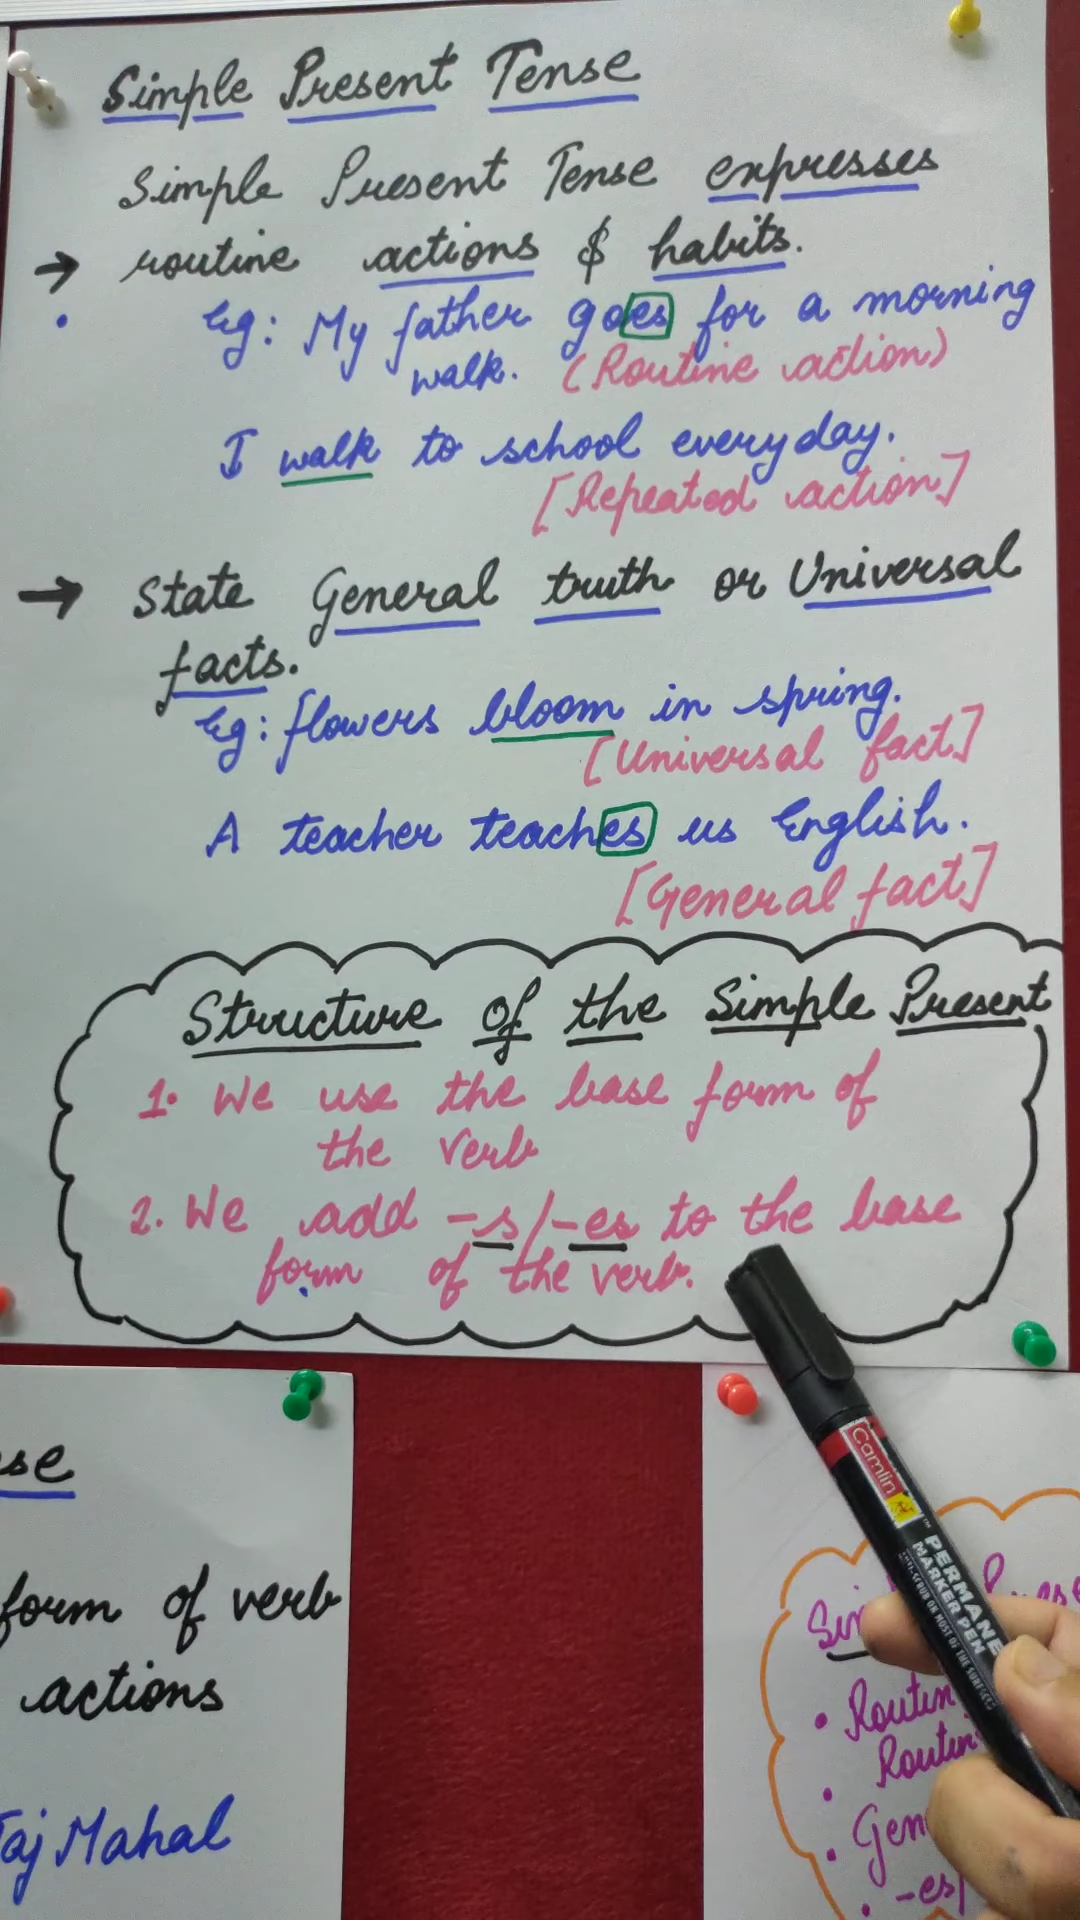 Simple Present Tense
Simple Present Tense expresses
→ routine actions & habits.
• Eg: My father goes for a morning
walk. (Routine action)
I walk to school everyday.
[Repeated action]
→ State General truth or Universal
facts.
Eg: flowers bloom in spring.
[Universal fact]
A teacher teaches us English.
[General fact]
Structure of the Simple Present
1. We use the base form of
the verb
2. We add -s/-es to the base
form of the verb.
se
form of verb
actions
Taj Mahal
Camlin
PERMANE
MARKER PEN
• Routin
• Routin
• Gen
• -es/